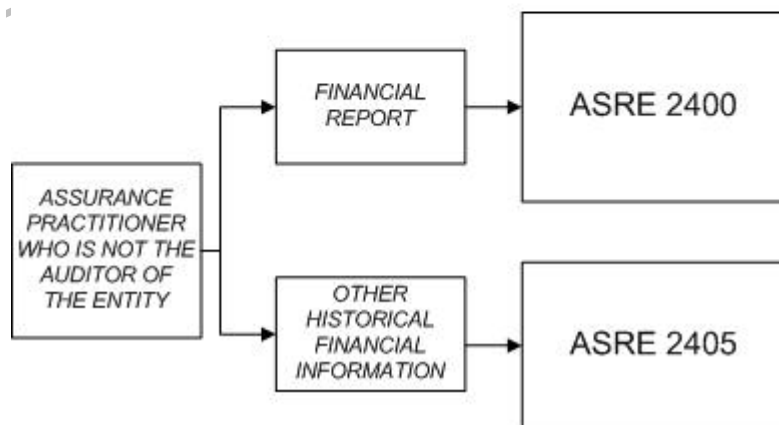 FINANCIAL
REPORT
ASRE 2400
ASSURANCE
PRACTITIONER
WHO IS NOT THE
AUDITOR OF
THE ENTITY
OTHER
HISTORICAL
FINANCIAL
INFORMATION
ASRE 2405